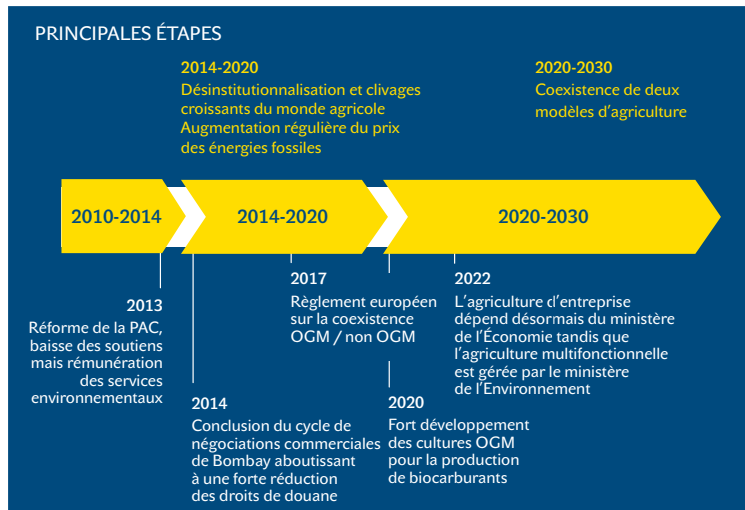 PRINCIPALES ÉTAPES
2014-2020
Désinstitutionnalisation et clivages
croissants du monde agricole
Augmentation régulière du prix
des énergies fossiles
2020-2030
Coexistence de deux
modèles d'agriculture
2010-2014
2014-2020
2020-2030
2013
Réforme de la PAC,
baisse des soutiens
mais rémunération
des services
environnementaux
2014
Conclusion du cycle de
négociations commerciales
de Bombay aboutissant
à une forte réduction
des droits de douane
2017
Règlement européen
sur la coexistence
OGM / non OGM
2020
Fort développement
des cultures OGM
pour la production
de biocarburants
2022
L'agriculture d'entreprise
dépend désormais du ministère
de l'Économie tandis que
l'agriculture multifonctionnelle
est gérée par le ministère
de l'Environnement